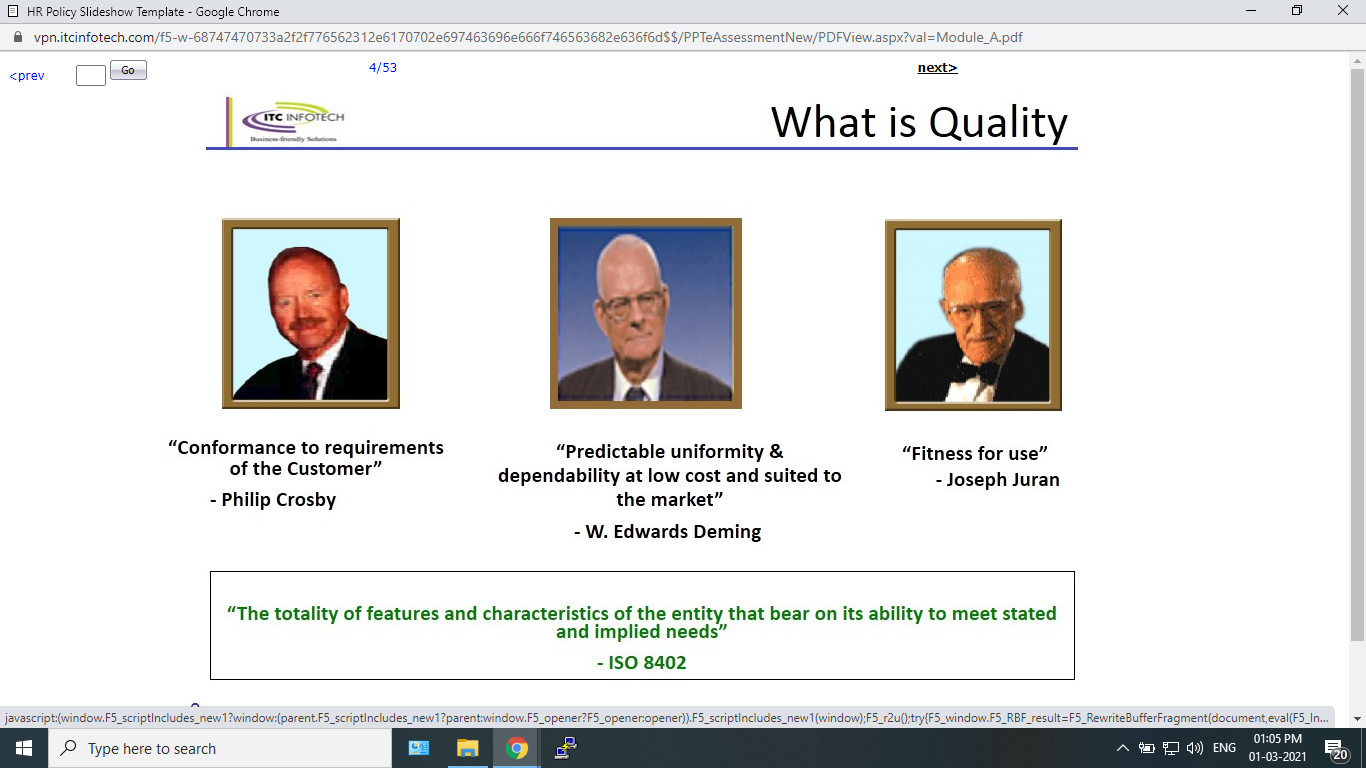 HR Policy Slideshow Template - Google Chrome
vpn.itcinfotech.com/f5-w-68747470733a2f2f776562312e6170702e697463696e666f746563682e636f6d$$/PPTeAssessmentNew/PDFView.aspx?val=Module_A.pdf
<prev
Go
4/53
next>
ITC INFOTECH
Business-friendly Solutions
What is Quality
“Conformance to requirements
of the Customer”
- Philip Crosby
“Predictable uniformity &
dependability at low cost and suited to
the market”
- W. Edwards Deming
“Fitness for use”
- Joseph Juran
“The totality of features and characteristics of the entity that bear on its ability to meet stated
and implied needs”
- ISO 8402
javascript:(window.F5_scriptIncludes_new1?window:(parent.F5_scriptIncludes_new1?parent:window.F5_opener?F5_opener:opener)).F5_scriptIncludes_new1(window);F5_r2u();try{F5_window.F5_RBF_result=F5_RewriteBufferFragment(document,eval(F5_In...
Type here to search
ENG
01:05 PM
01-03-2021
20